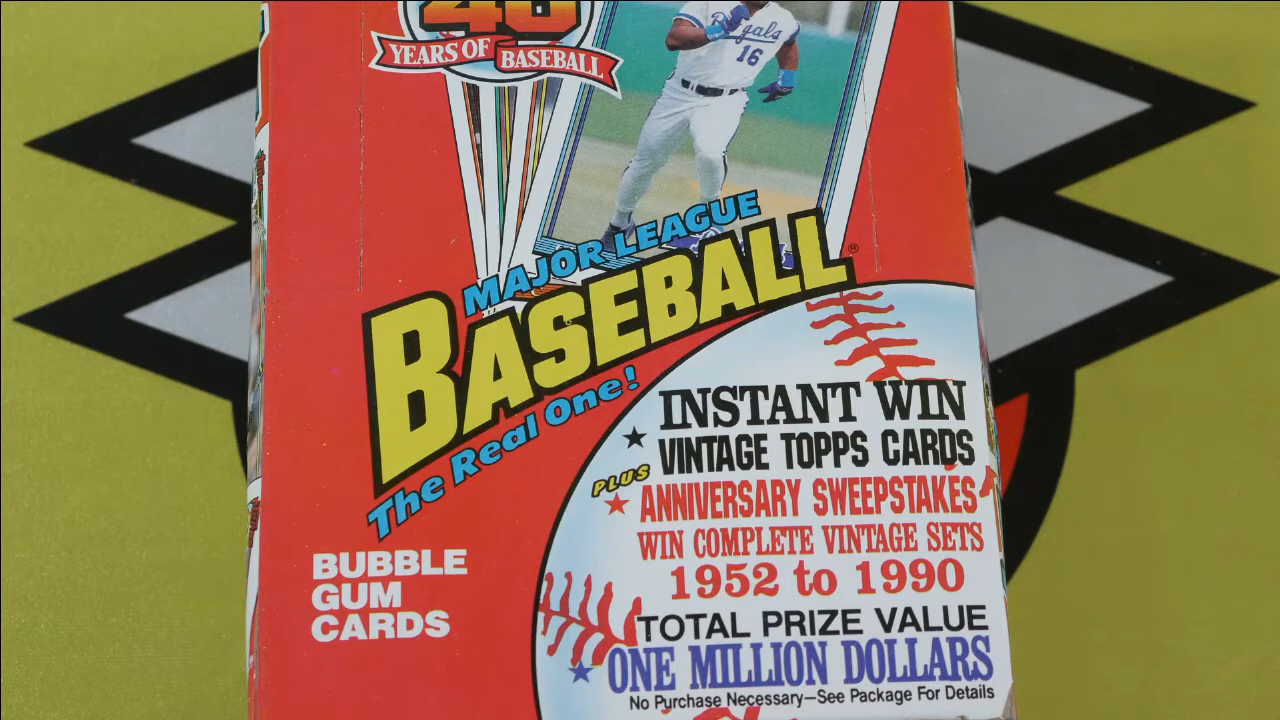 40
YEARS OF BASEBALL
Royals
16
MAJOR LEAGUE
BASEBALL®
The Real One!
BUBBLE
GUM
CARDS
INSTANT WIN
VINTAGE TOPPS CARDS
PLUS
ANNIVERSARY SWEEPSTAKES
WIN COMPLETE VINTAGE SETS
1952 to 1990
TOTAL PRIZE VALUE
ONE MILLION DOLLARS
No Purchase Necessary—See Package For Details